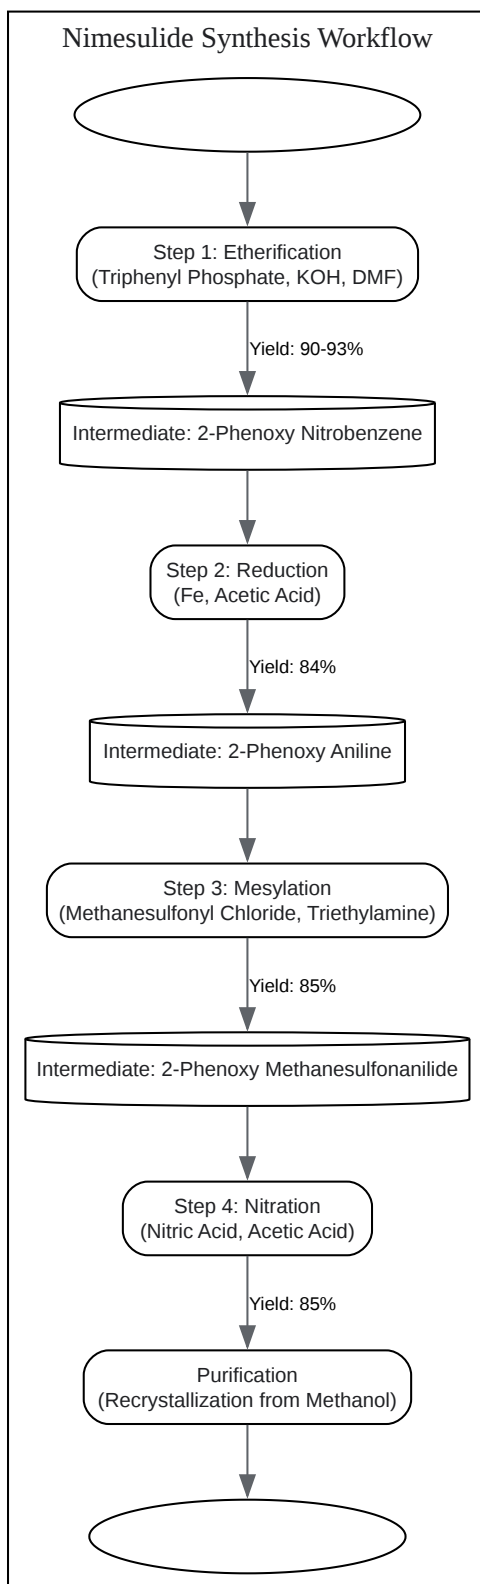 Nimesulide Synthesis Workflow
Step 1: Etherification
(Triphenyl Phosphate, KOH, DMF)
Yield: 90-93%
Intermediate: 2-Phenoxy Nitrobenzene
Step 2: Reduction
(Fe, Acetic Acid)
Yield: 84%
Intermediate: 2-Phenoxy Aniline
Step 3: Mesylation
(Methanesulfonyl Chloride, Triethylamine)
Yield: 85%
Intermediate: 2-Phenoxy Methanesulfonanilide
Step 4: Nitration
(Nitric Acid, Acetic Acid)
Yield: 85%
Purification
(Recrystallization from Methanol)